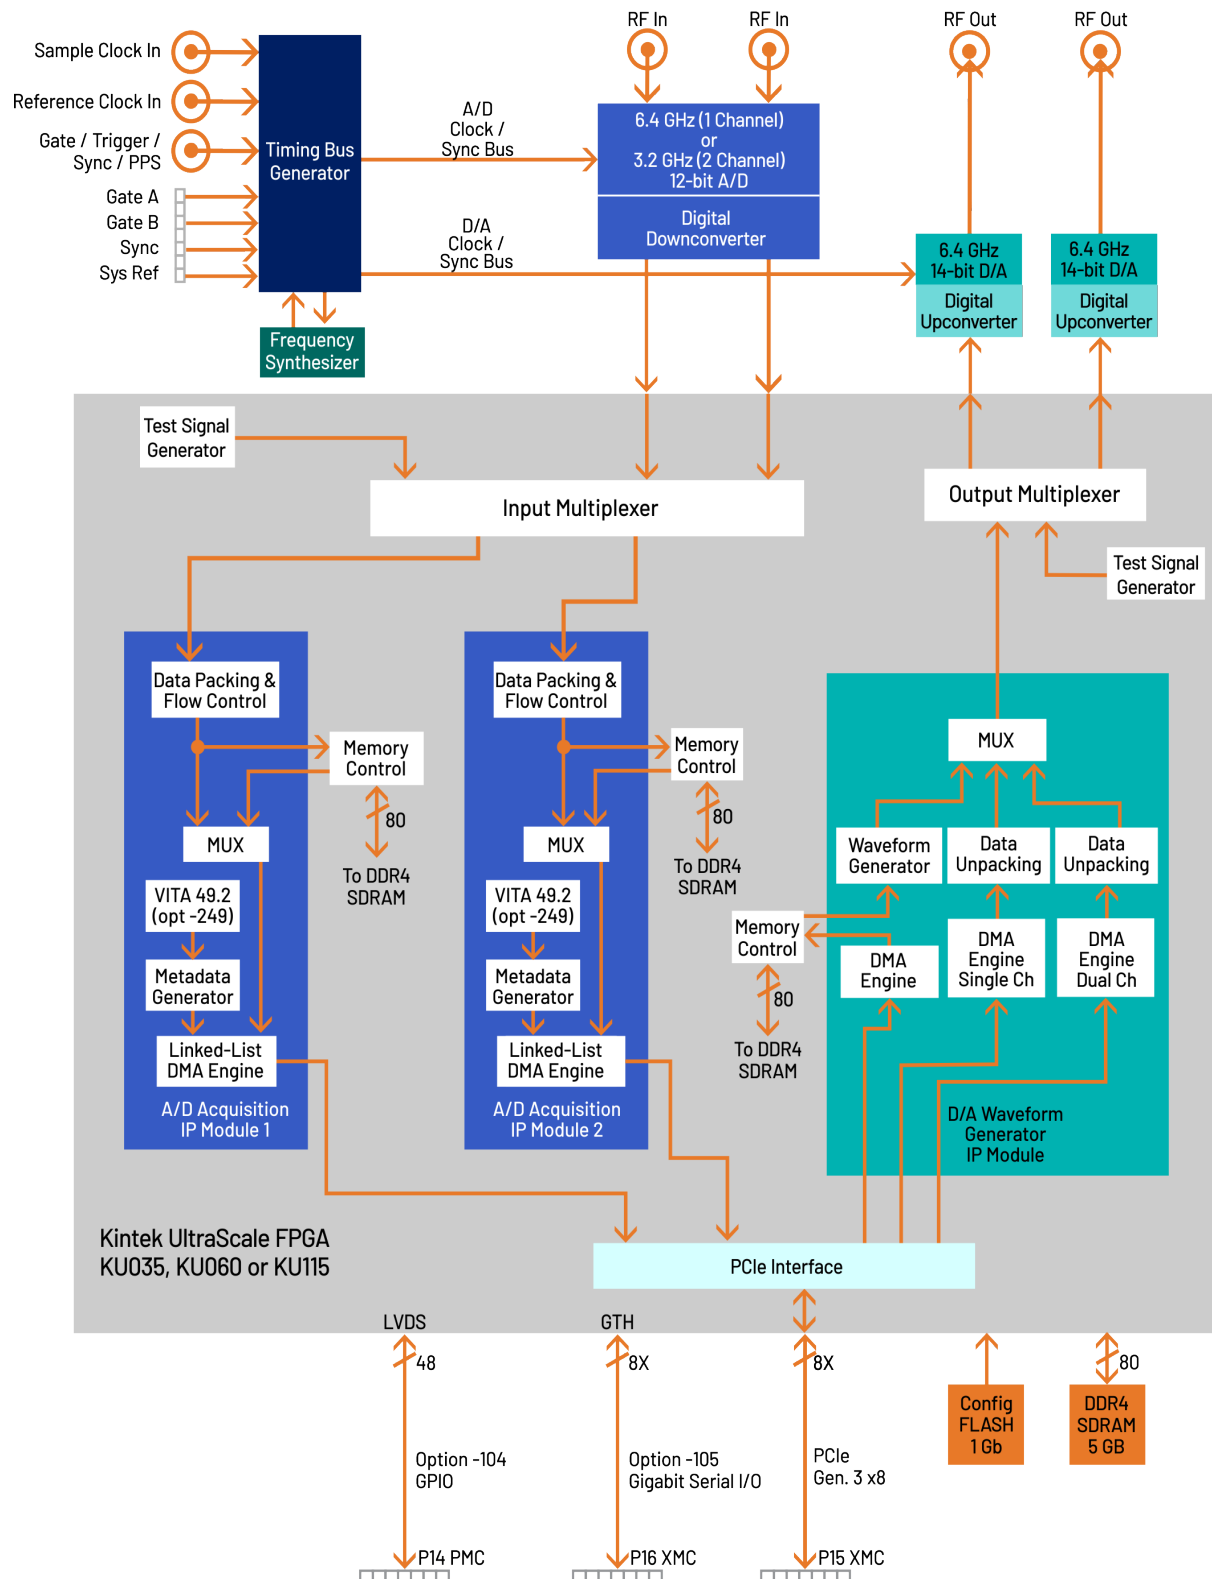 RF In
RF In
RF Out
RF Out
Sample Clock In
Reference Clock In
Gate / Trigger /
Sync / PPS
Gate A
Gate B
Sync
Sys Ref
Timing Bus
Generator
Frequency
Synthesizer
A/D
Clock /
Sync Bus
D/A
Clock /
Sync Bus
6.4 GHz (1 Channel)
or
3.2 GHz (2 Channel)
12-bit A/D
Digital
Downconverter
6.4 GHz
14-bit D/A
Digital
Upconverter
6.4 GHz
14-bit D/A
Digital
Upconverter
Test Signal
Generator
Input Multiplexer
Output Multiplexer
Test Signal
Generator
Data Packing &
Flow Control
Memory
Control
80
To DDR4
SDRAM
MUX
VITA 49.2
(opt -249)
Metadada
Generator
Linked-List
DMA Engine
A/D Acquisition
IP Module 1
Data Packing &
Flow Control
Memory
Control
80
To DDR4
SDRAM
MUX
VITA 49.2
(opt -249)
Metadada
Generator
Linked-List
DMA Engine
A/D Acquisition
IP Module 2
MUX
Waveform
Generator
Data
Unpacking
Data
Unpacking
Memory
Control
80
To DDR4
SDRAM
DMA
Engine
DMA
Engine
Single Ch
DMA
Engine
Dual Ch
D/A Waveform
Generator
IP Module
Kintek UltraScale FPGA
KU035, KU060 or KU115
PCIe Interface
LVDS
GTH
48
8X
8X
80
Config
FLASH
1 Gb
DDR4
SDRAM
5 GB
Option -104
GPIO
Option -105
Gigabit Serial I/O
PCIe
Gen. 3 x8
P14 PMC
P16 XMC
P15 XMC